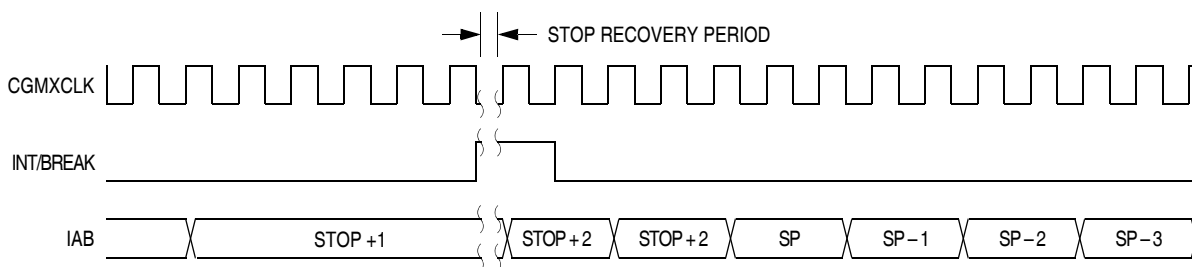 STOP RECOVERY PERIOD
CGMXCLK
INT/BREAK
IAB STOP +1 STOP + 2 STOP + 2 SP SP – 1 SP – 2 SP – 3